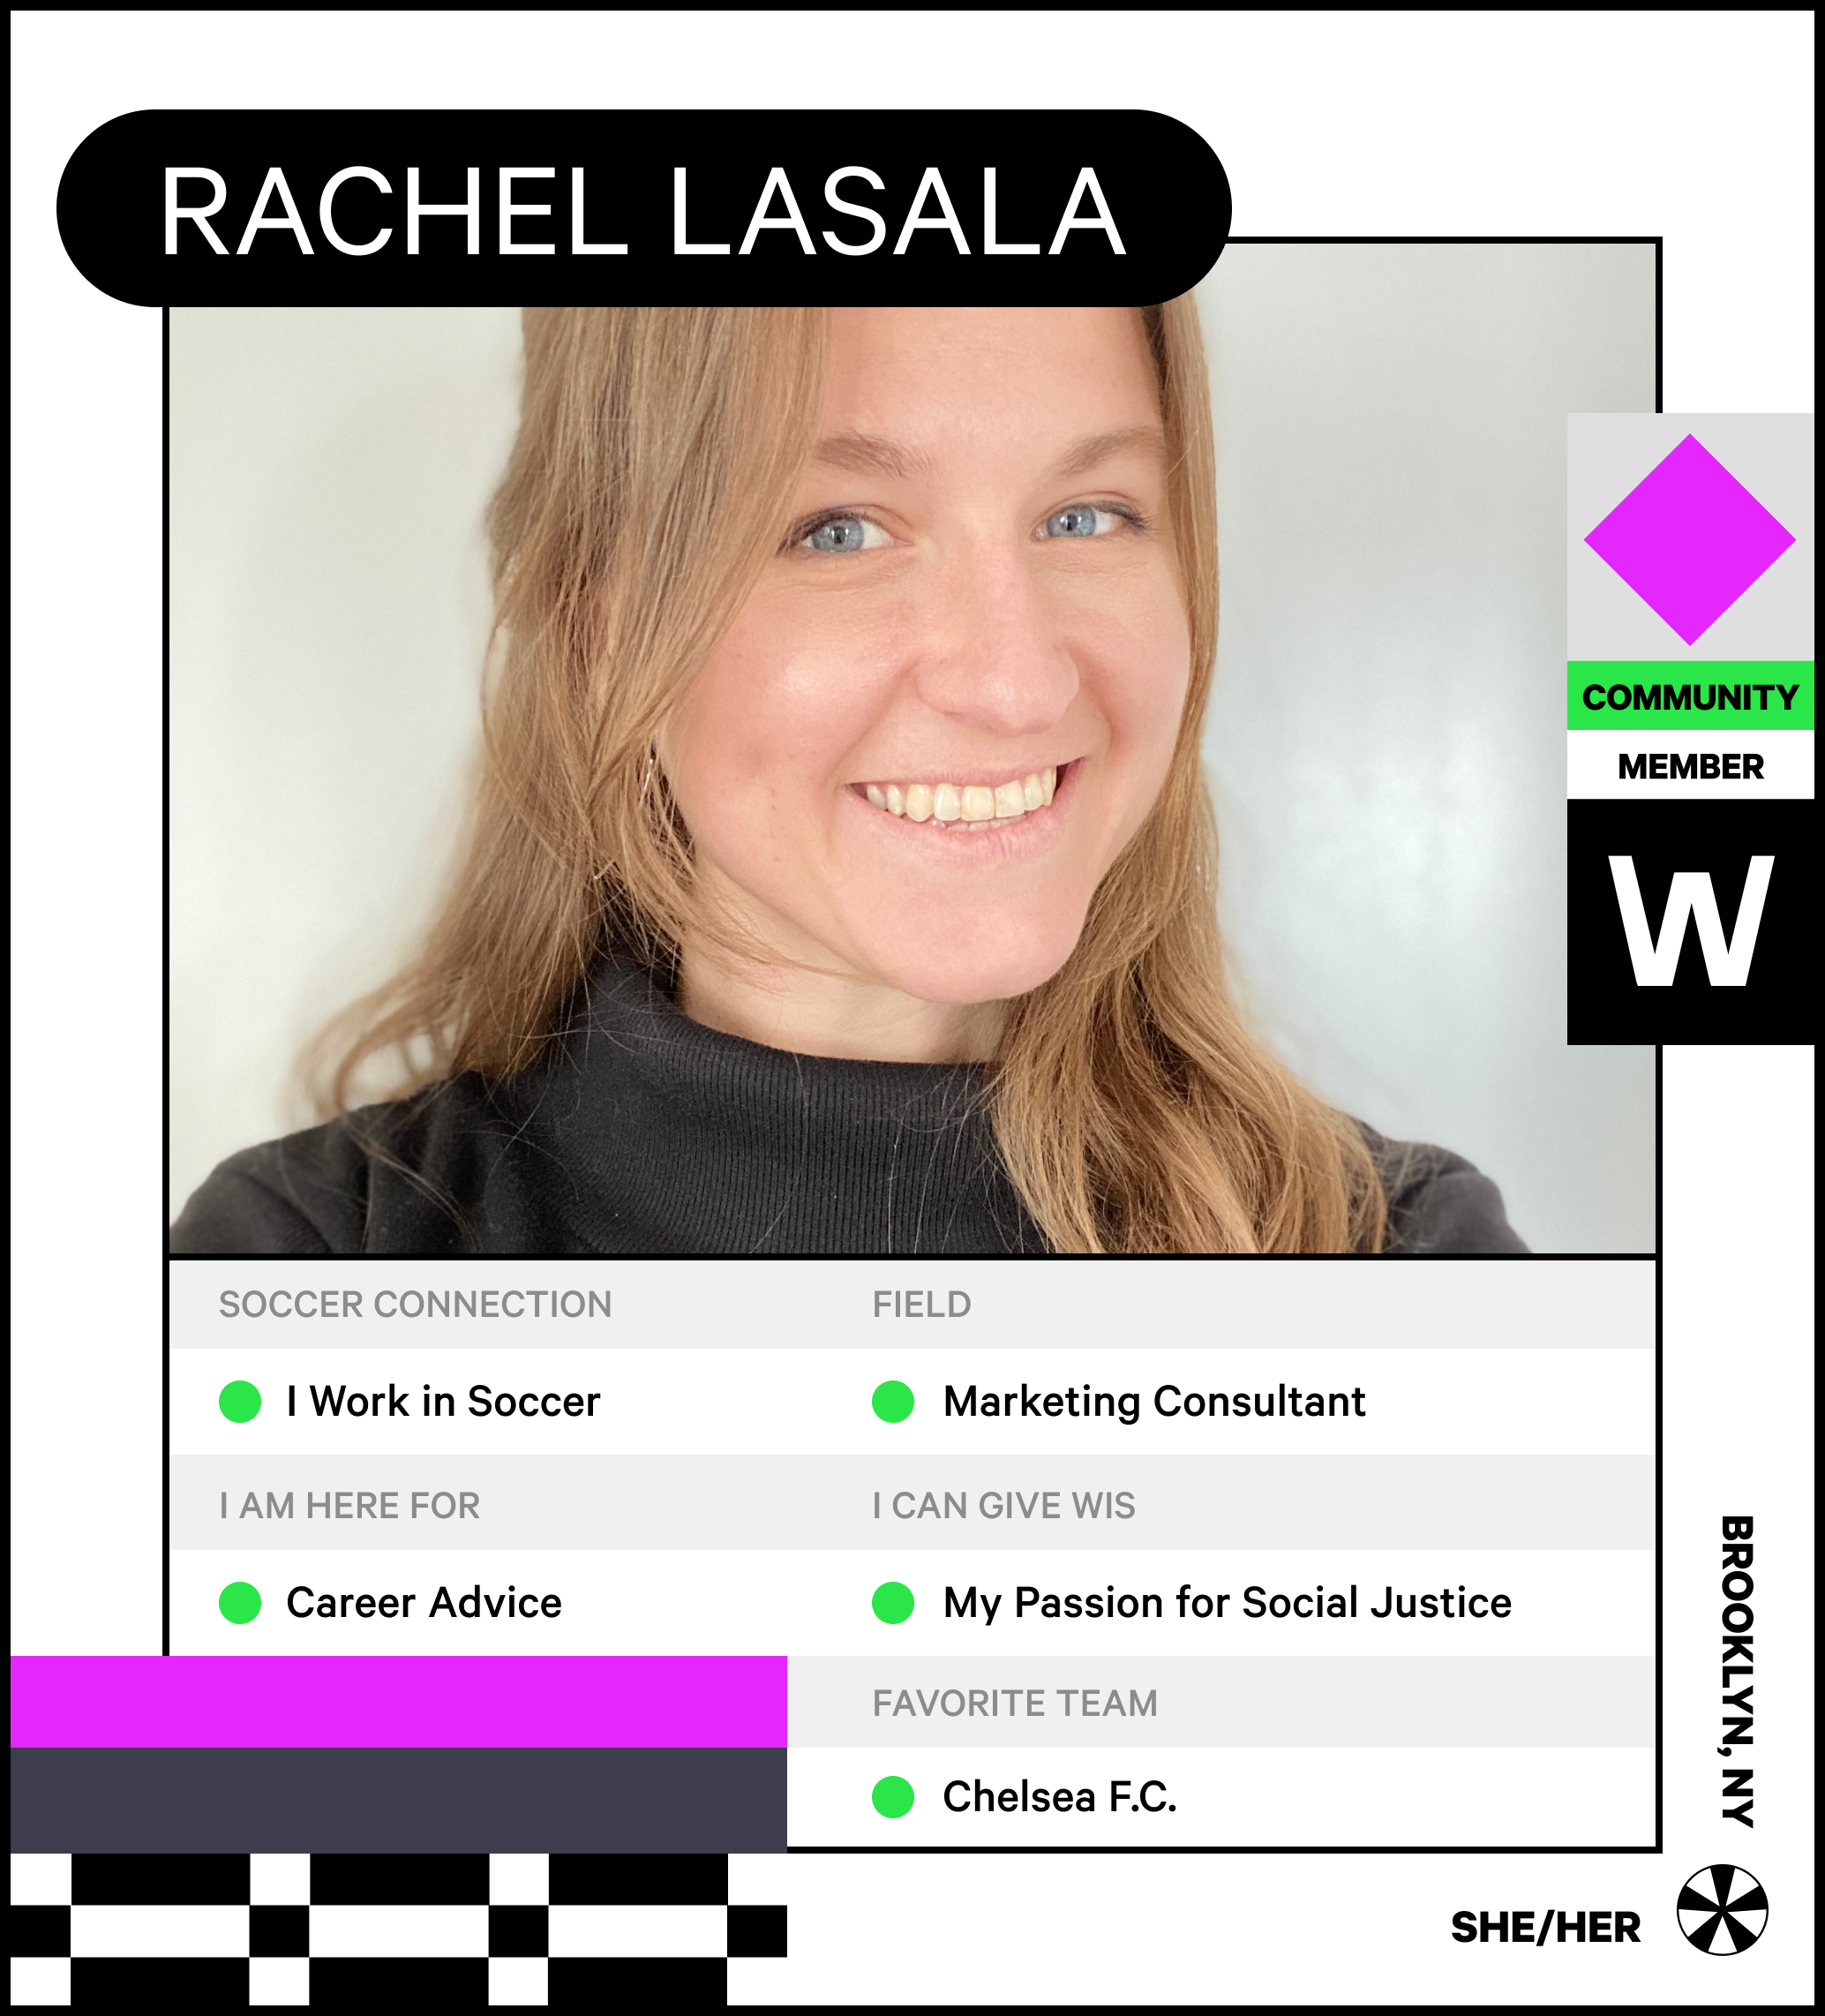 RACHEL LASALA
COMMUNITY
MEMBER
W
SOCCER CONNECTION
FIELD
I Work in Soccer
Marketing Consultant
I AM HERE FOR
I CAN GIVE WIS
Career Advice
My Passion for Social Justice
FAVORITE TEAM
Chelsea F.C.
BROOKLYN, NY
SHE/HER